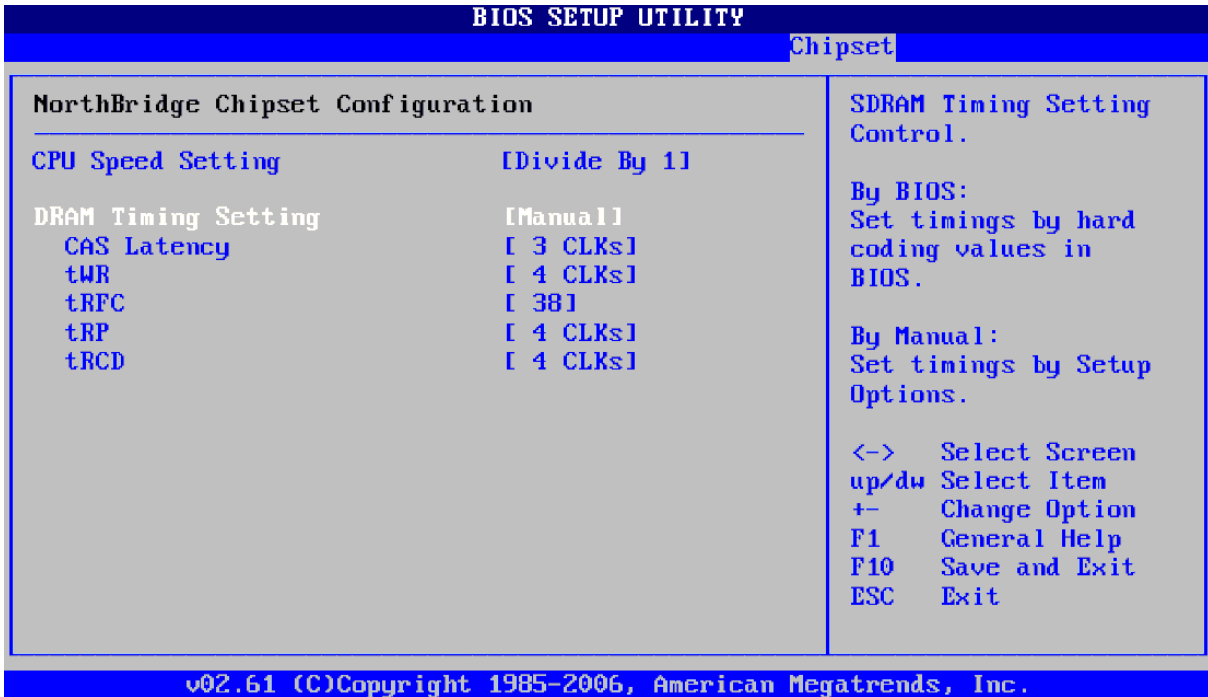 BIOS SETUP UTILITY
Chipset
NorthBridge Chipset Configuration
CPU Speed Setting [Divide By 1]
DRAM Timing Setting [Manual]
CAS Latency [ 3 CLKs]
tWR [ 4 CLKs]
tRFC [ 38]
tRP [ 4 CLKs]
tRCD [ 4 CLKs]
SDRAM Timing Setting
Control.
By BIOS:
Set timings by hard
coding values in
BIOS.
By Manual:
Set timings by Setup
Options.
<-> Select Screen
up/dw Select Item
+- Change Option
F1 General Help
F10 Save and Exit
ESC Exit
v02.61 (C)Copyright 1985-2006, American Megatrends, Inc.